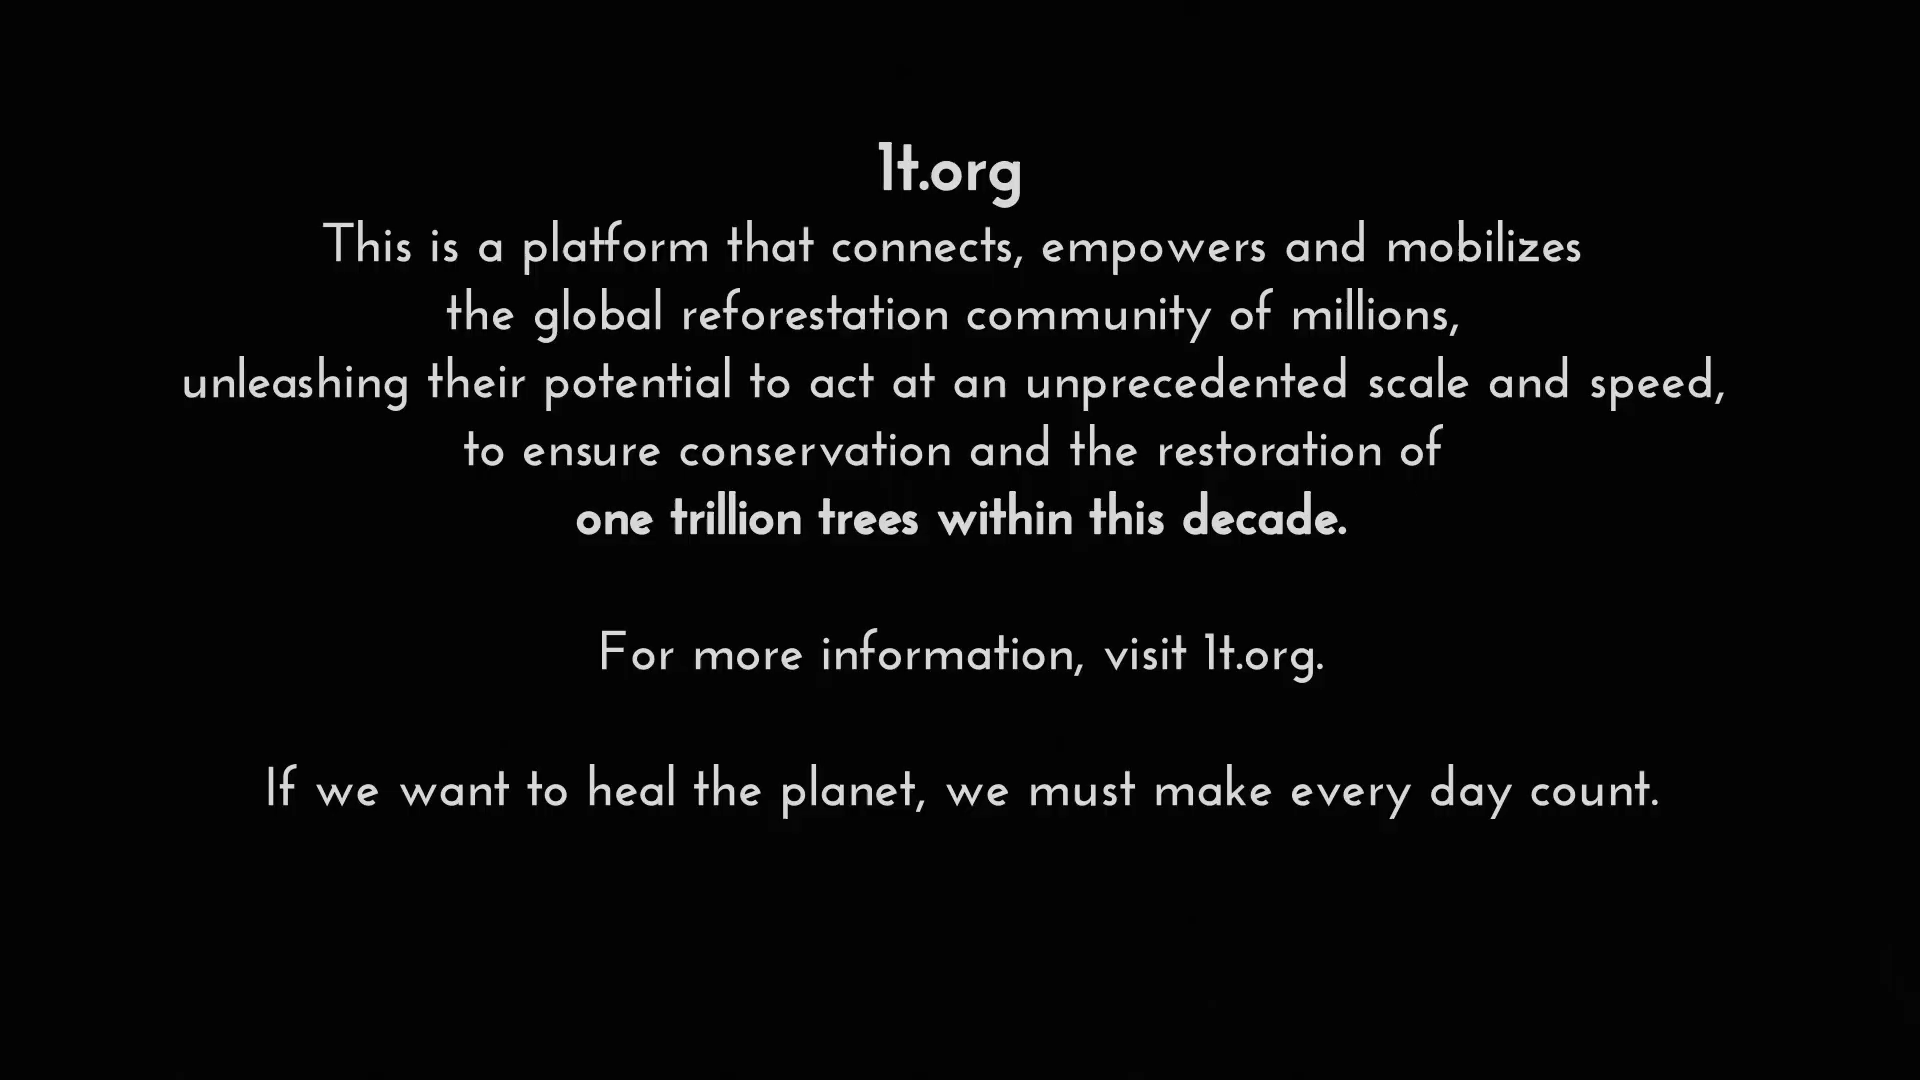 1t.org
This is a platform that connects, empowers and mobilizes
the global reforestation community of millions,
unleashing their potential to act at an unprecedented scale and speed,
to ensure conservation and the restoration of
one trillion trees within this decade.
For more information, visit 1t.org.
If we want to heal the planet, we must make every day count.